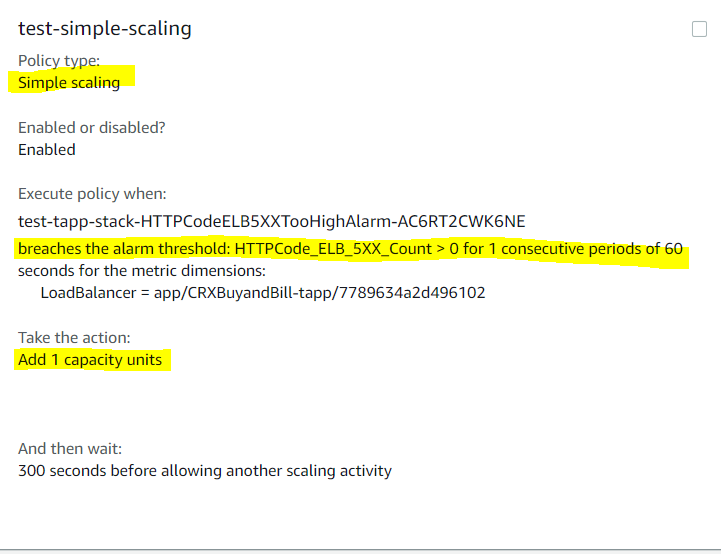 test-simple-scaling
Policy type:
Simple scaling
Enabled or disabled?
Enabled
Execute policy when:
test-tapp-stack-HTTPCodeELB5XXTooHighAlarm-AC6RT2CWK6NE
breaches the alarm threshold: HTTPCode_ELB_5XX_Count > 0 for 1 consecutive periods of 60
seconds for the metric dimensions:
LoadBalancer = app/CRXBuyandBill-tapp/7789634a2d496102
Take the action:
Add 1 capacity units
And then wait:
300 seconds before allowing another scaling activity